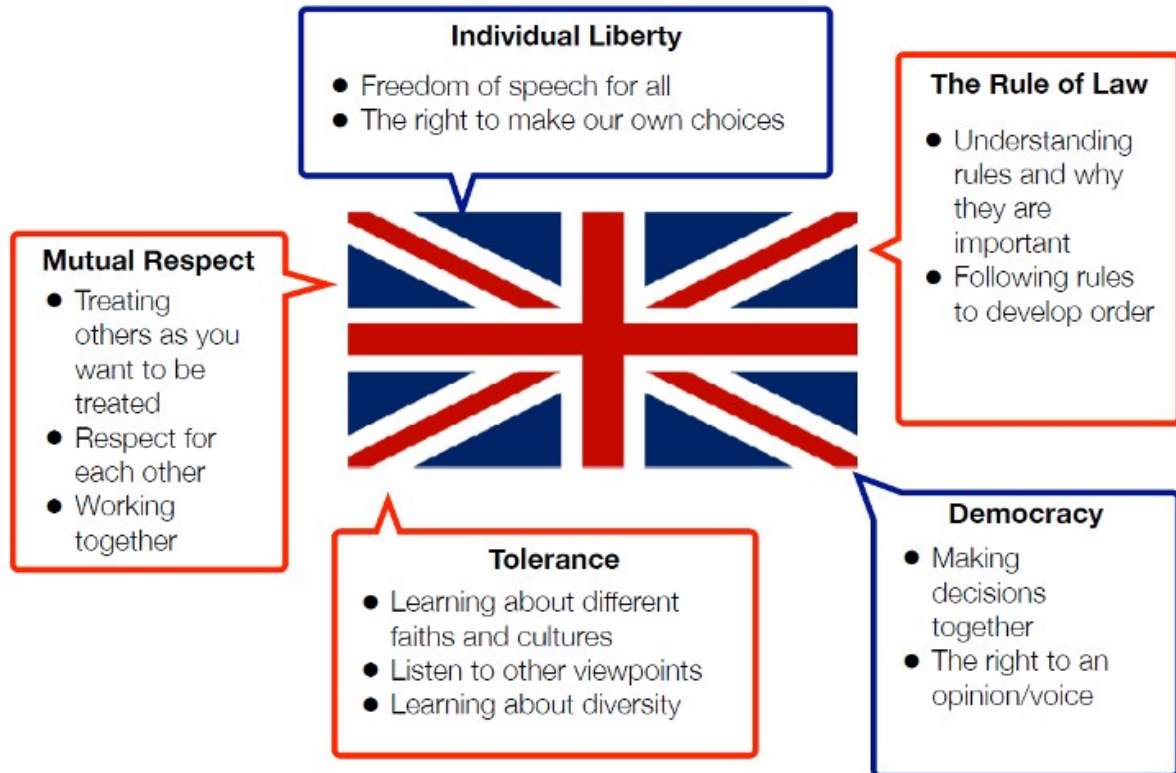 Individual Liberty
● Freedom of speech for all
● The right to make our own choices
The Rule of Law
● Understanding
rules and why
they are
important
● Following rules
to develop order
Mutual Respect
● Treating
others as you
want to be
treated
● Respect for
each other
● Working
together
Tolerance
● Learning about different
faiths and cultures
● Listen to other viewpoints
● Learning about diversity
Democracy
● Making
decisions
together
● The right to an
opinion/voice